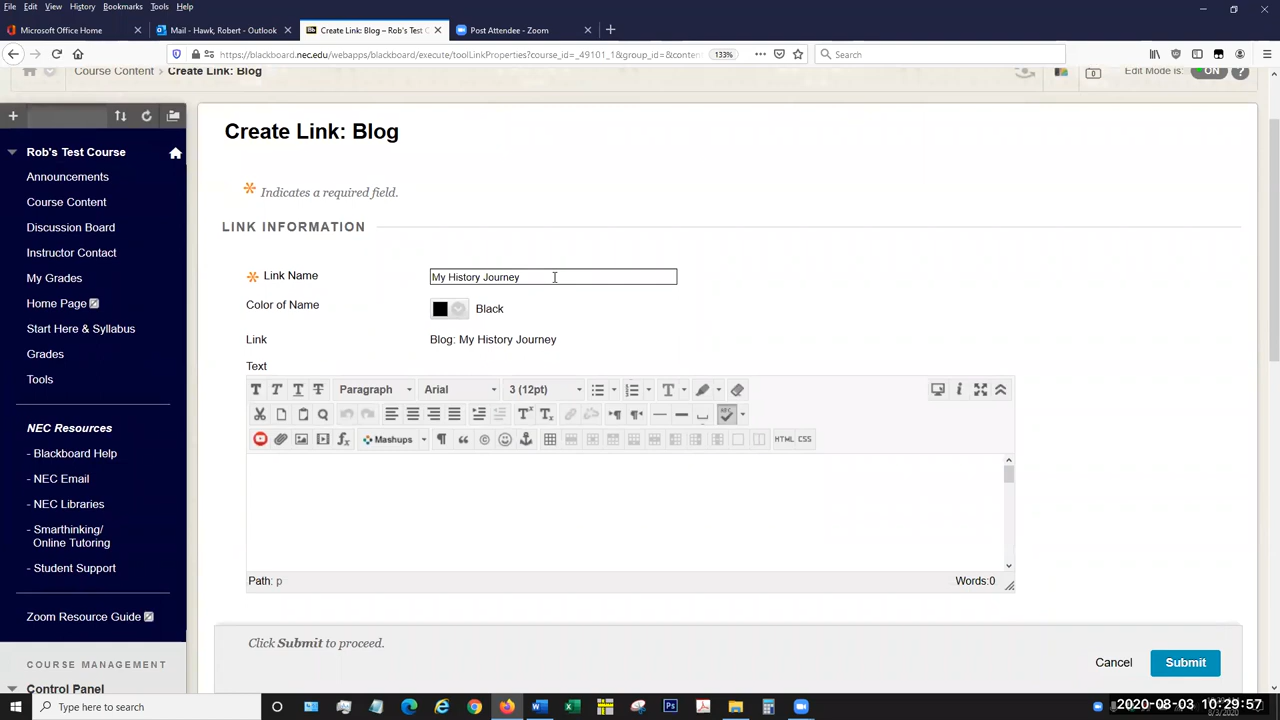 File Edit View History Bookmarks Tools Help
Microsoft Office Home
Mail - Hawk, Robert - Outlook
Create Link: Blog – Rob's Test C
Post Attendee - Zoom
https://blackboard.nec.edu/webapps/blackboard/execute/toolLinkProperties?course_id=_49101_1&group_id=&conten
133%
Search
Course Content
Create Link: Blog
Edit Mode is:
ON
?
Rob's Test Course
Announcements
Course Content
Discussion Board
Instructor Contact
My Grades
Home Page
Start Here & Syllabus
Grades
Tools
NEC Resources
- Blackboard Help
- NEC Email
- NEC Libraries
- Smarthinking/
Online Tutoring
- Student Support
Zoom Resource Guide
COURSE MANAGEMENT
Control Panel
Create Link: Blog
Indicates a required field.
LINK INFORMATION
Link Name
My History Journey
Color of Name
Black
Link
Blog: My History Journey
Text
T T T T Paragraph Arial 3 (12pt)
Mashups
HTML CSS
Path: p
Words:0
Click Submit to proceed.
Cancel
Submit
Type here to search
2020-08-03 10:29:57